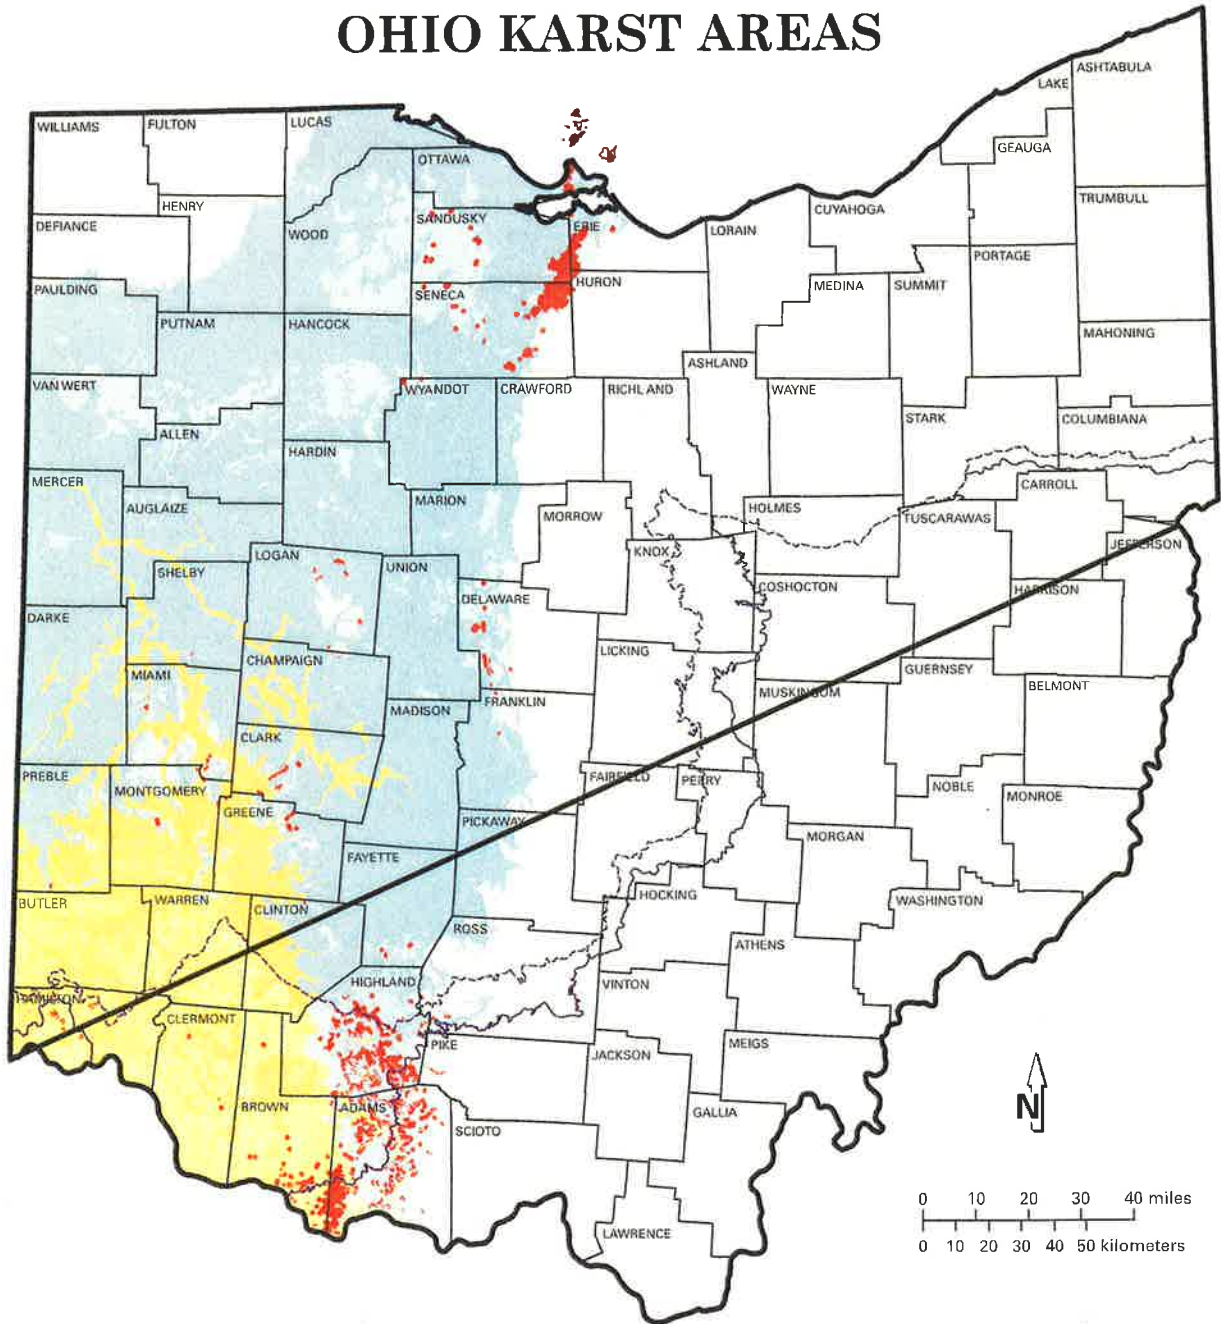 OHIO KARST AREAS
ASHTABULA
LAKE
WILLIAMS
FULTON
LUCAS
GEAUGA
OTTAWA
TRUMBULL
HENRY
CUYAHOGA
SANDUSKY
DEFIANCE
ERIE
LORAIN
WOOD
PORTAGE
PAULDING
SENECA
HURON
MEDINA
SUMMIT
PUTNAM
HANCOCK
MAHONING
ASHLAND
VAN WERT
WYANDOT
CRAWFORD
RICHLAND
WAYNE
STARK
COLUMBIANA
ALLEN
HARDIN
MERCER
CARROLL
AUGLAIZE
MARION
MORROW
HOLMES
TUSCARAWAS
JEFFERSON
KNOX
LOGAN
UNION
SHELBY
COSHOCTON
HARRISON
DELAWARE
DARKE
LICKING
CHAMPAIGN
GUERNSEY
MIAMI
BELMONT
MUSKINGUM
FRANKLIN
MADISON
CLARK
PREBLE
FAIRFIELD
PERRY
NOBLE
MONTGOMERY
MONROE
GREENE
PICKAWAY
MORGAN
FAYETTE
HOCKING
BUTLER
WARREN
CLINTON
WASHINGTON
ROSS
ATHENS
HIGHLAND
VINTON
HAMILTON
CLERMONT
PIKE
JACKSON
MEIGS
BROWN
ADAMS
GALLIA
SCIOTO
N
LAWRENCE
0 10 20 30 40 miles
0 10 20 30 40 50 kilometers